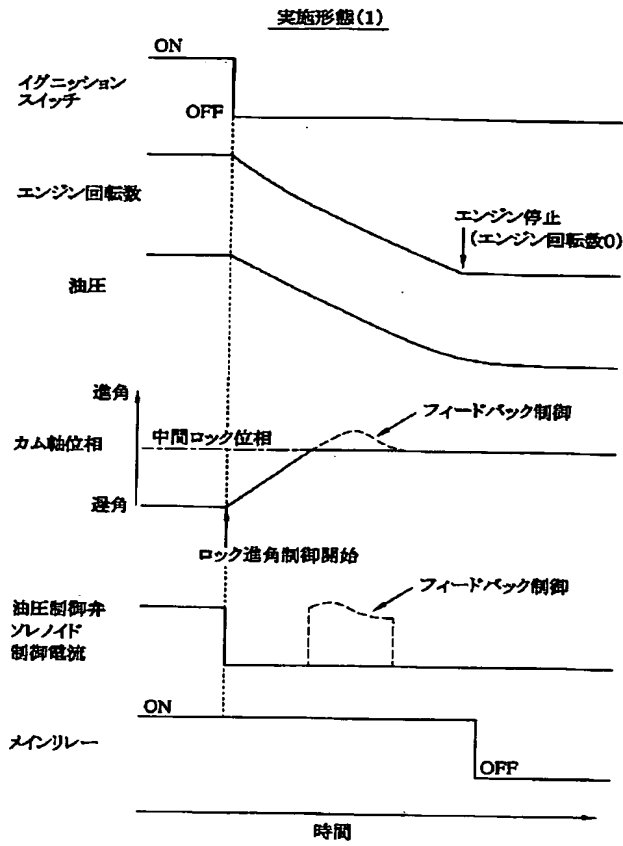 実施形態(1)
ON
イグニッション
スイッチ
OFF
エンジン回転数
エンジン停止
(エンジン回転数0)
油圧
進角
フィードバック制御
カム軸位相
中間ロック位相
遅角
ロック進角制御開始
油圧制御弁
ソレノイド
制御電流
フィードバック制御
ON
メインリレー
OFF
時間